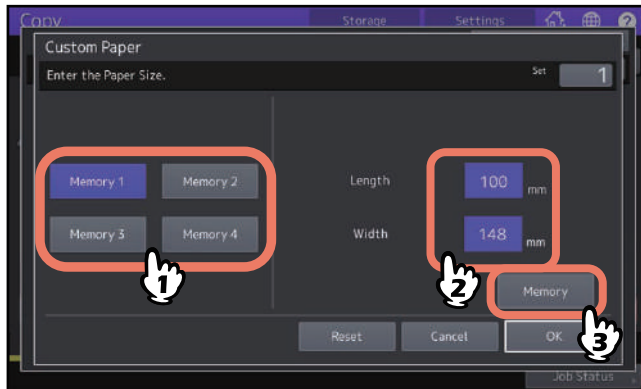 Copy Storage Settings ?
Custom Paper
Enter the Paper Size. Set 1
Memory 1 Memory 2 Length 100 mm
Memory 3 Memory 4 Width 148 mm
1 2 Memory
Reset Cancel OK 3
Job Status